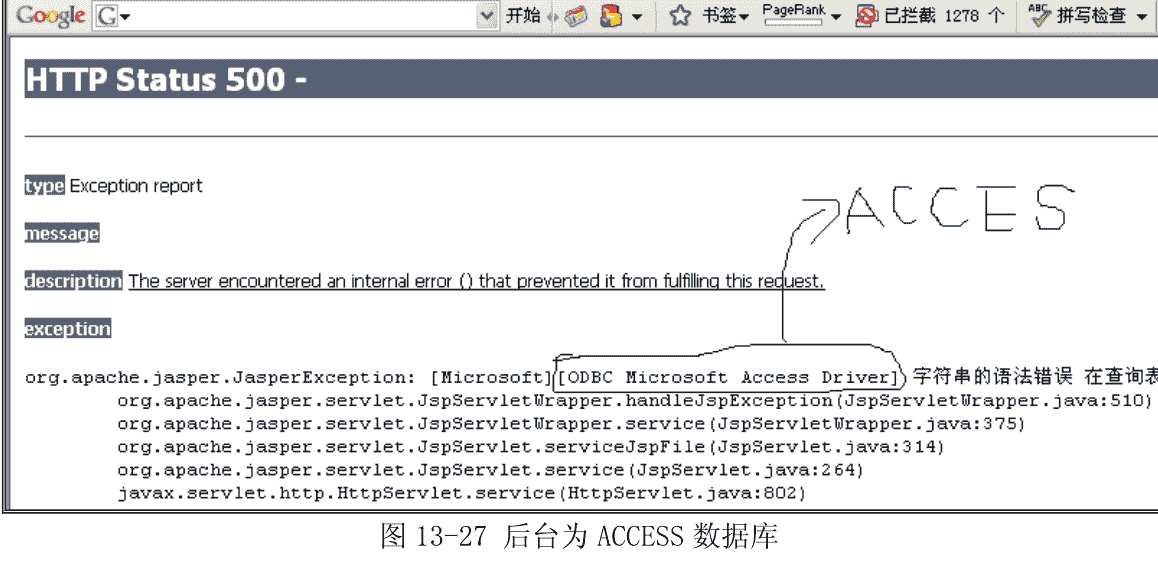 Google G 开始 书签 PageRank 已拦截 1278 个 ABC 拼写检查
HTTP Status 500 -
type Exception report
ACCES
message
description The server encountered an internal error () that prevented it from fulfilling this request.
exception
org.apache.jasper.JasperException: [Microsoft][ODBC Microsoft Access Driver] 字符串的语法错误 在查询表
org.apache.jasper.servlet.JspServletWrapper.handleJspException(JspServletWrapper.java:510)
org.apache.jasper.servlet.JspServletWrapper.service(JspServletWrapper.java:375)
org.apache.jasper.servlet.JspServlet.serviceJspFile(JspServlet.java:314)
org.apache.jasper.servlet.JspServlet.service(JspServlet.java:264)
javax.servlet.http.HttpServlet.service(HttpServlet.java:802)
图 13-27 后台为 ACCESS 数据库